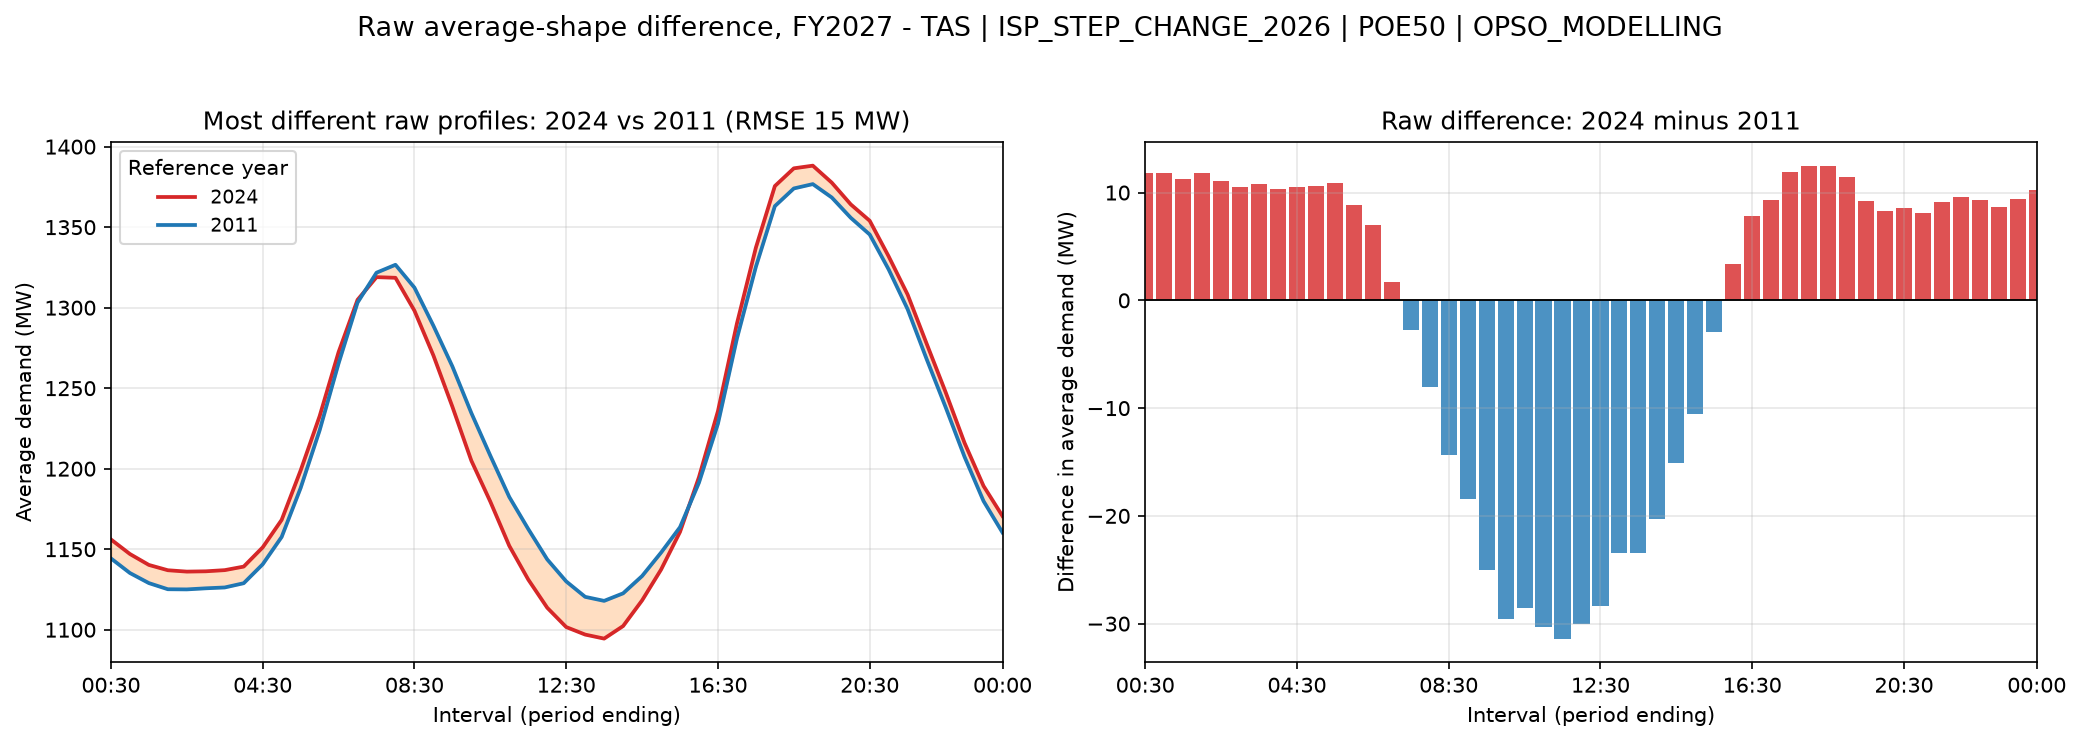 Raw average-shape difference, FY2027 - TAS | ISP_STEP_CHANGE_2026 | POE50 | OPSO_MODELLING
Most different raw profiles: 2024 vs 2011 (RMSE 15 MW)
Average demand (MW)
1400
1350
1300
1250
1200
1150
1100
Reference year
2024
2011
00:30 04:30 08:30 12:30 16:30 20:30 00:00
Interval (period ending)
Raw difference: 2024 minus 2011
Difference in average demand (MW)
10
0
−10
−20
−30
00:30 04:30 08:30 12:30 16:30 20:30 00:00
Interval (period ending)